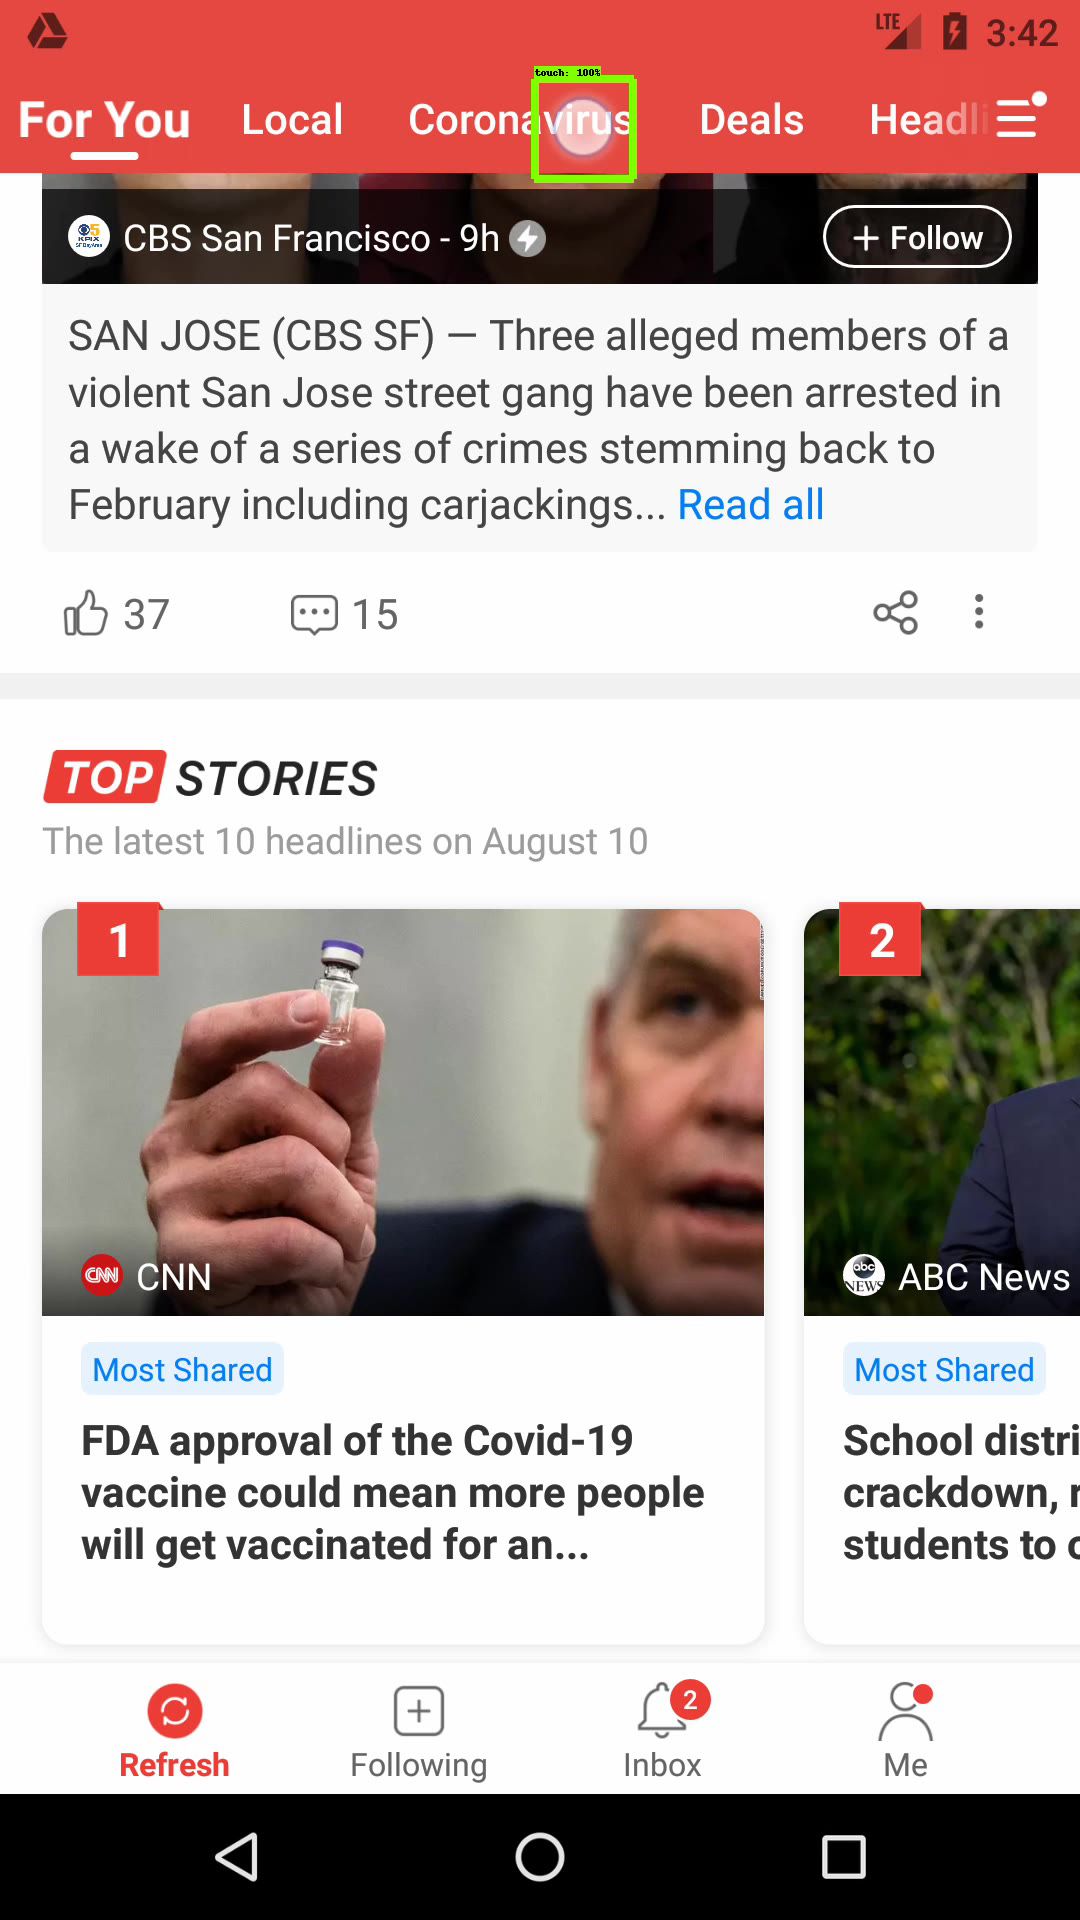 LTE 3:42
touch: 100%
For You Local Coronavirus Deals Headli
CBS San Francisco - 9h + Follow
SAN JOSE (CBS SF) — Three alleged members of a
violent San Jose street gang have been arrested in
a wake of a series of crimes stemming back to
February including carjackings... Read all
37 15
TOP STORIES
The latest 10 headlines on August 10
1 2
CNN CNN abc NEWS ABC News
Most Shared Most Shared
FDA approval of the Covid-19
vaccine could mean more people
will get vaccinated for an...
School distri
crackdown, r
students to c
2
Refresh Following Inbox Me